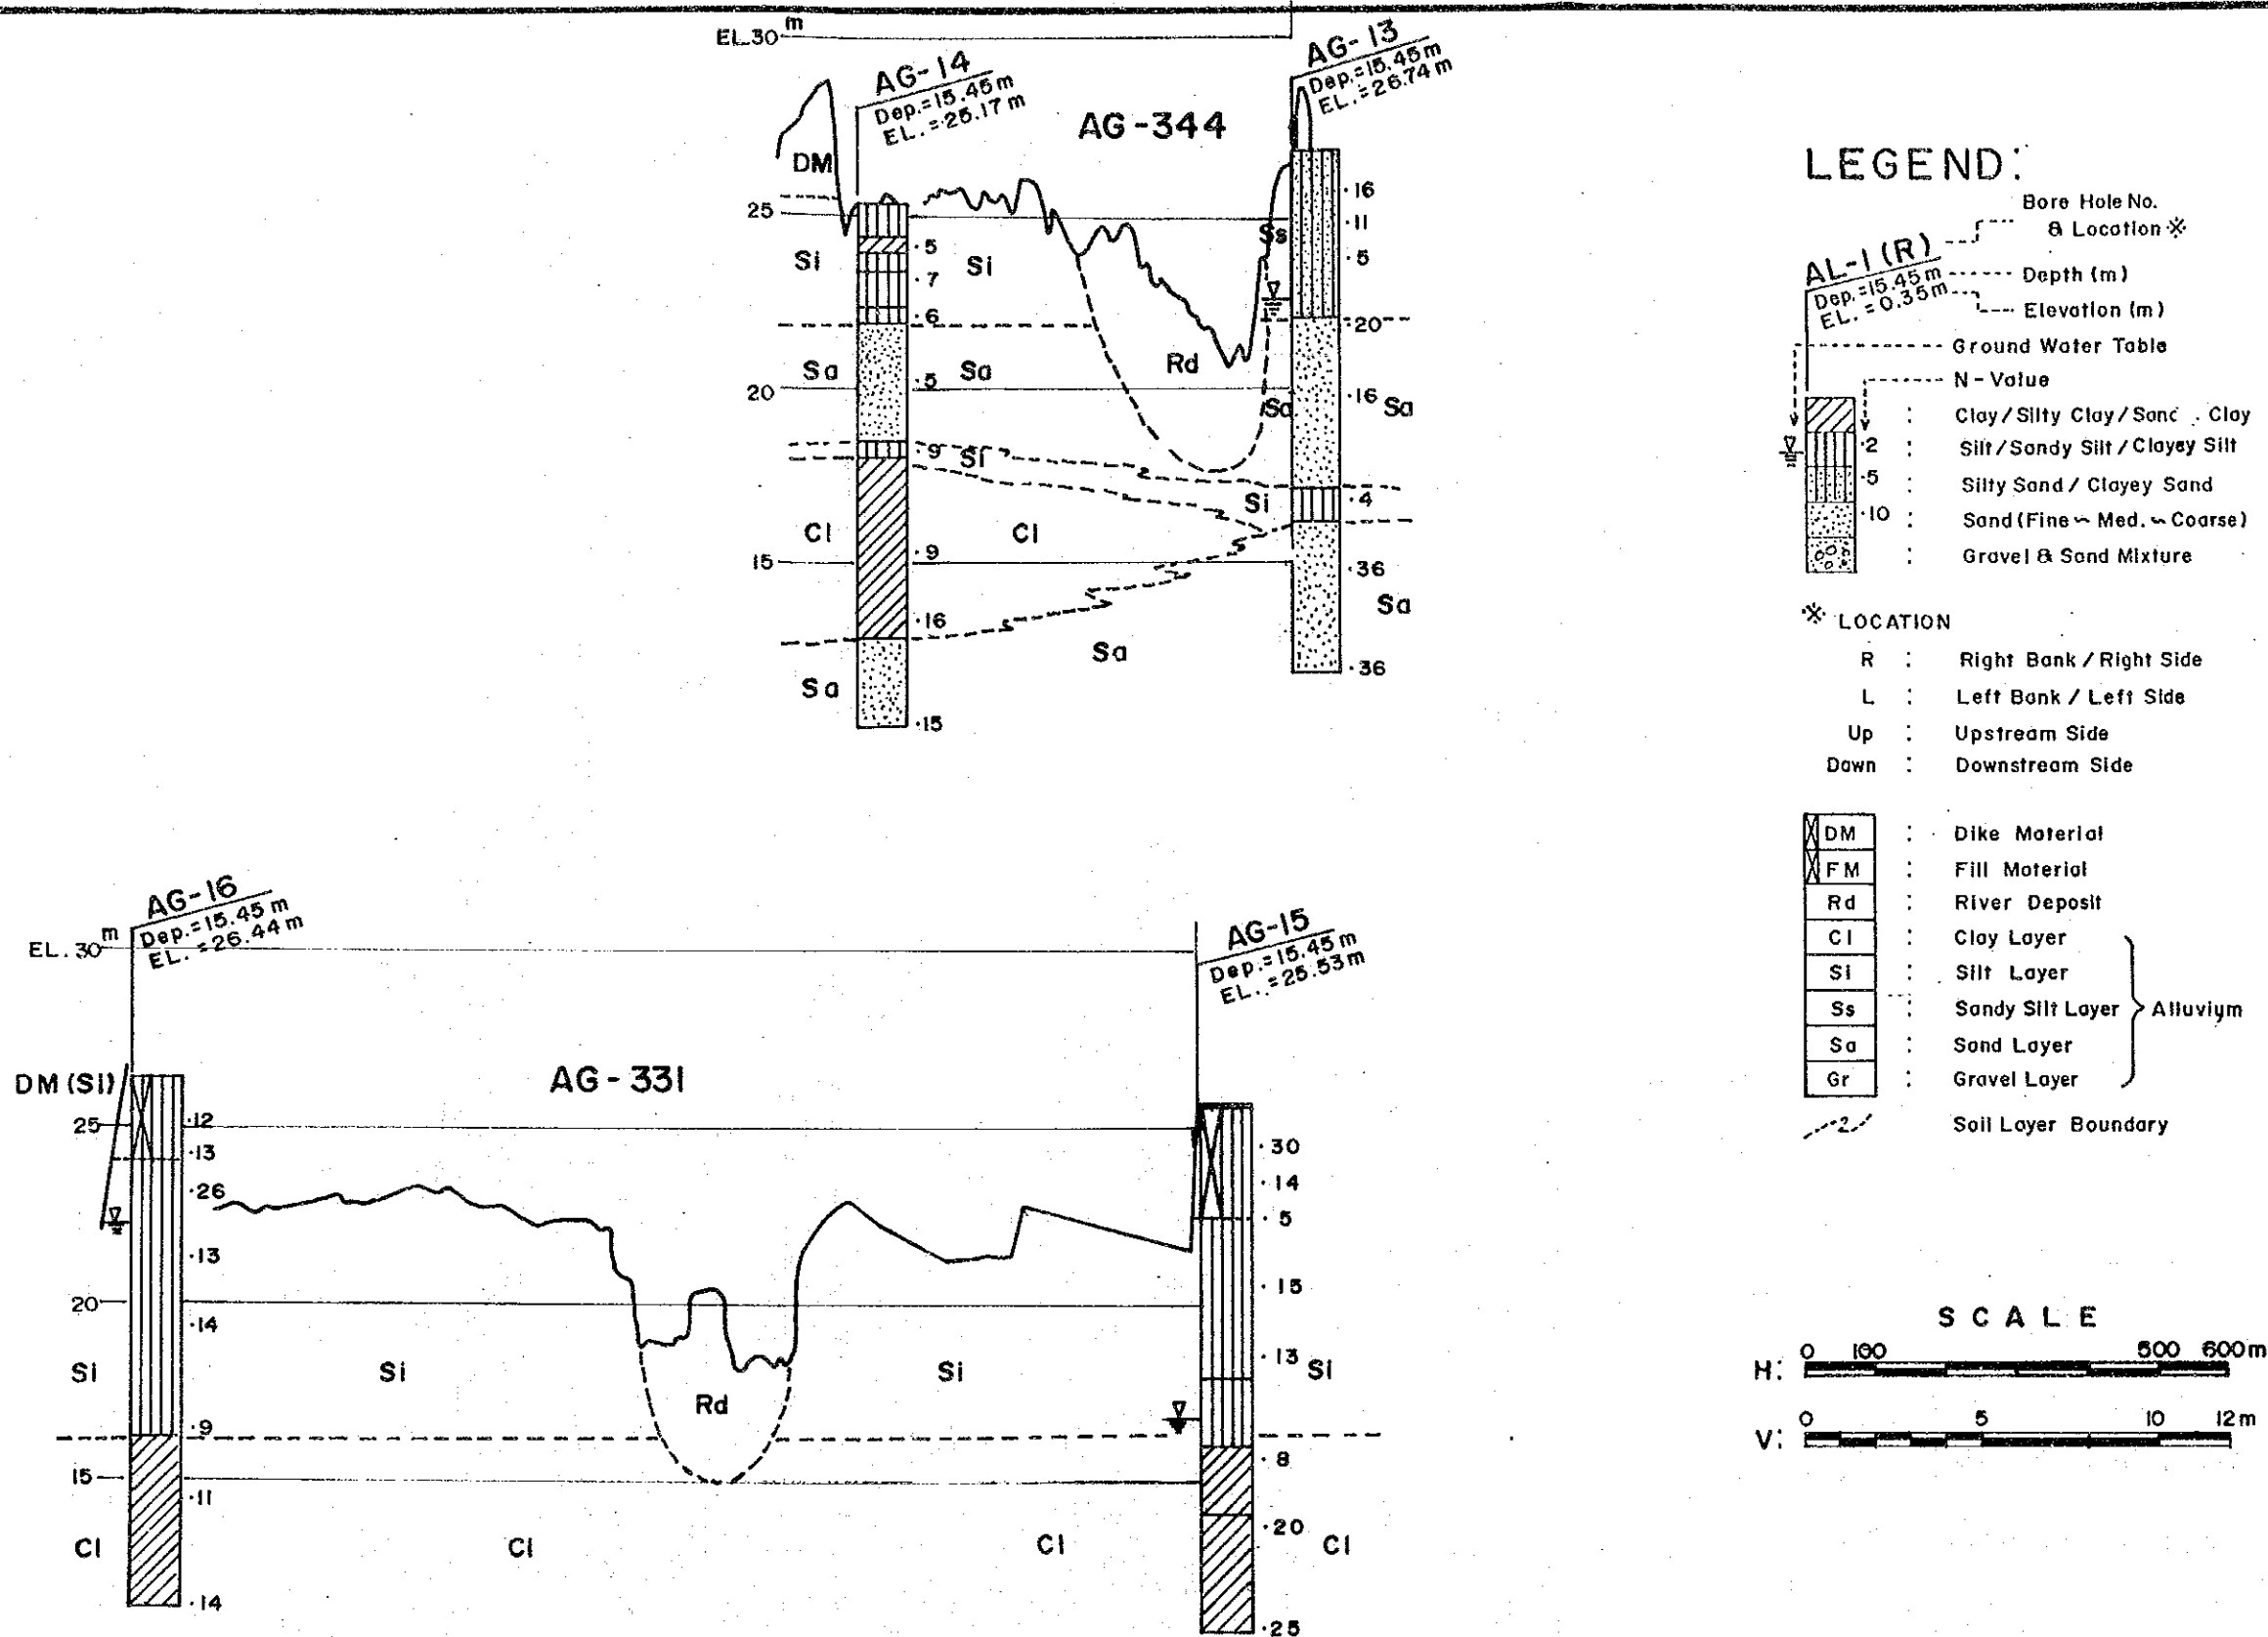 EL.30 m
AG-14
Dep.=15.45m
EL.=25.17m
AG-13
Dep.=15.45m
EL.=26.74m
AG-344
DM
25
Si
Si
Ss
·5
·7
·6
·16
·11
·5
·20
Sa
Sa
Rd
20
·5
Sa
·16
Sa
·9
Si
Si
·4
Cl
Cl
15
·9
·36
Sa
·16
Sa
Sa
·36
·15
AG-16
Dep.=15.45m
EL.=26.44m
EL.30 m
AG-15
Dep.=15.45m
EL.=25.53m
DM(Si)
AG-331
25
·12
·13
·26
·13
·30
·14
·5
20
·14
·15
·13
Si
Si
Si
Si
Rd
·9
15
·11
·8
·20
Cl
Cl
Cl
Cl
·14
·25
LEGEND:
Bore Hole No.
& Location ※
AL-1(R)
Dep.=15.45m
EL.=0.35m
Depth (m)
Elevation (m)
Ground Water Table
N-Value
: Clay/Silty Clay/ Clay
·2 : Silt/Sandy Silt/Clayey Silt
·5 : Silty Sand/Clayey Sand
·10 : Sand(Fine ~ Med. ~ Coarse)
: Gravel & Sand Mixture
※ LOCATION
R : Right Bank / Right Side
L : Left Bank / Left Side
Up : Upstream Side
Down : Downstream Side
DM : Dike Material
FM : Fill Material
Rd : River Deposit
Cl : Clay Layer
Si : Silt Layer
Ss : Sandy Silt Layer
Alluvium
Sa : Sand Layer
Gr : Gravel Layer
Soil Layer Boundary
SCALE
H: 0 100 500 600m
V: 0 5 10 12m